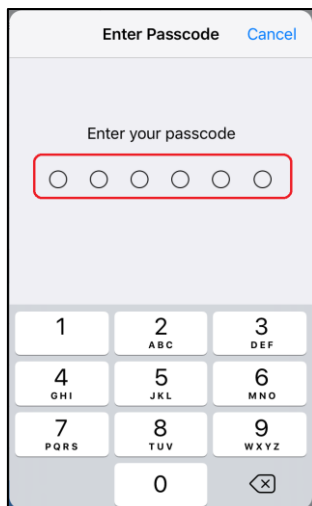 Enter Passcode Cancel
Enter your passcode
1 2 3
ABC DEF
4 5 6
GHI JKL MNO
7 8 9
PQRS TUV WXYZ
0